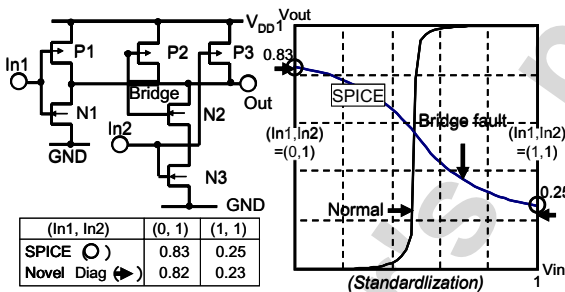 V_DD
In1
P1
P2
P3
Bridge
Out
N1
N2
In2
GND
N3
GND
(In1, In2) (0, 1) (1, 1)
SPICE (○) 0.83 0.25
Novel Diag (➔) 0.82 0.23
1 Vout
0.83
SPICE
Bridge fault
(In1,In2)
=(0,1)
(In1,In2)
=(1,1)
0.25
Normal
Vin
(Standardlization) 1